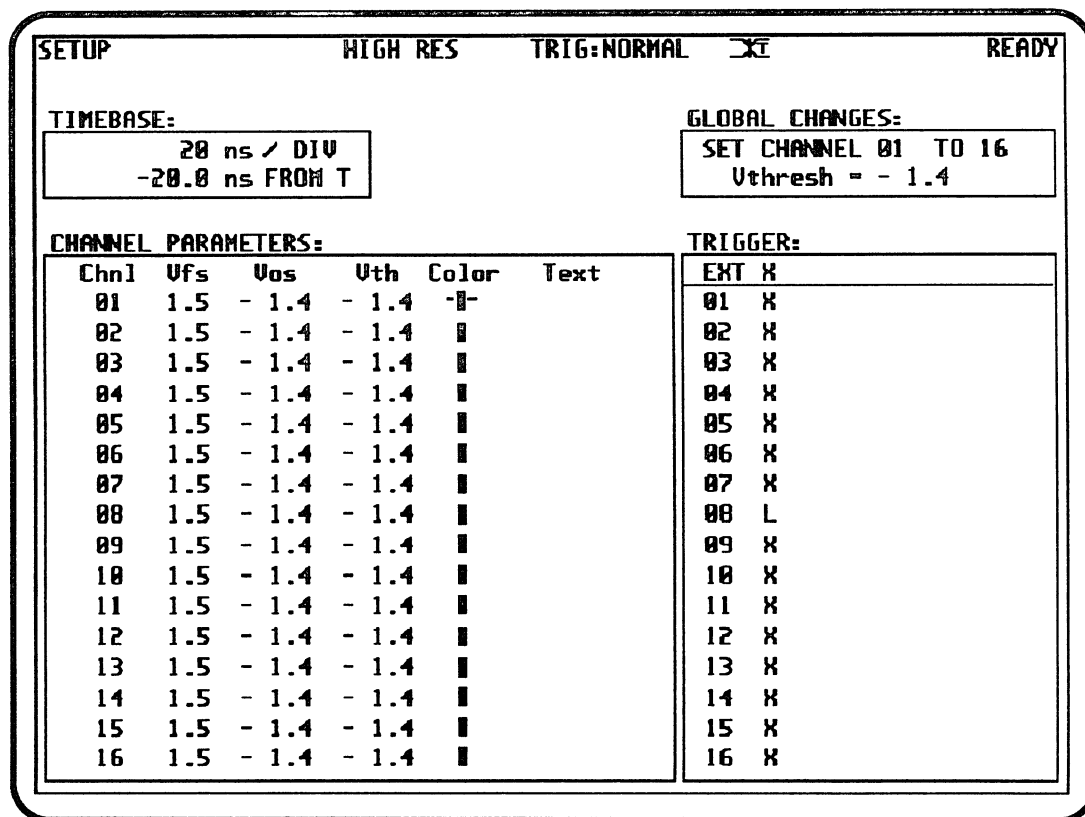 SETUP HIGH RES TRIG:NORMAL READY
TIMEBASE:
20 ns / DIV
-20.0 ns FROM T
GLOBAL CHANGES:
SET CHANNEL 01 TO 16
Vthresh = - 1.4
CHANNEL PARAMETERS:
Chnl Vfs Vos Vth Color Text
01 1.5 - 1.4 - 1.4
02 1.5 - 1.4 - 1.4
03 1.5 - 1.4 - 1.4
04 1.5 - 1.4 - 1.4
05 1.5 - 1.4 - 1.4
06 1.5 - 1.4 - 1.4
07 1.5 - 1.4 - 1.4
08 1.5 - 1.4 - 1.4
09 1.5 - 1.4 - 1.4
10 1.5 - 1.4 - 1.4
11 1.5 - 1.4 - 1.4
12 1.5 - 1.4 - 1.4
13 1.5 - 1.4 - 1.4
14 1.5 - 1.4 - 1.4
15 1.5 - 1.4 - 1.4
16 1.5 - 1.4 - 1.4
TRIGGER:
EXT X
01 X
02 X
03 X
04 X
05 X
06 X
07 X
08 L
09 X
10 X
11 X
12 X
13 X
14 X
15 X
16 X